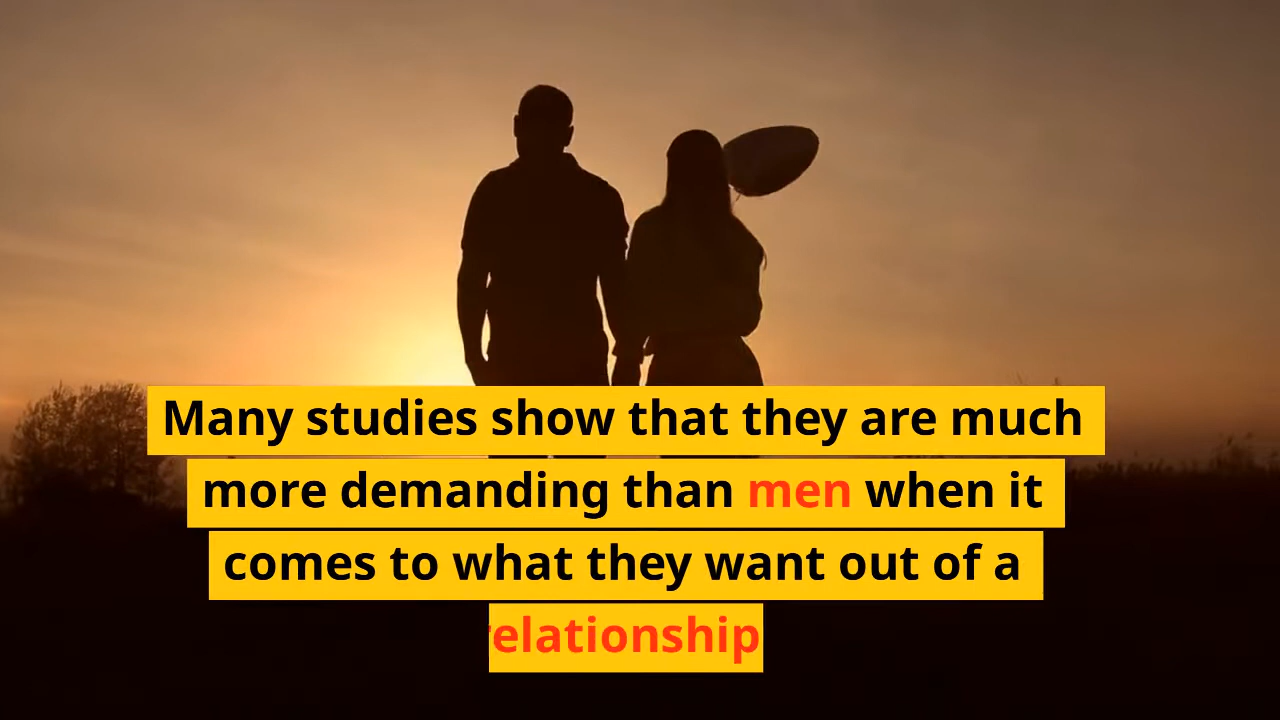 Many studies show that they are much
more demanding than men when it
comes to what they want out of a
relationship